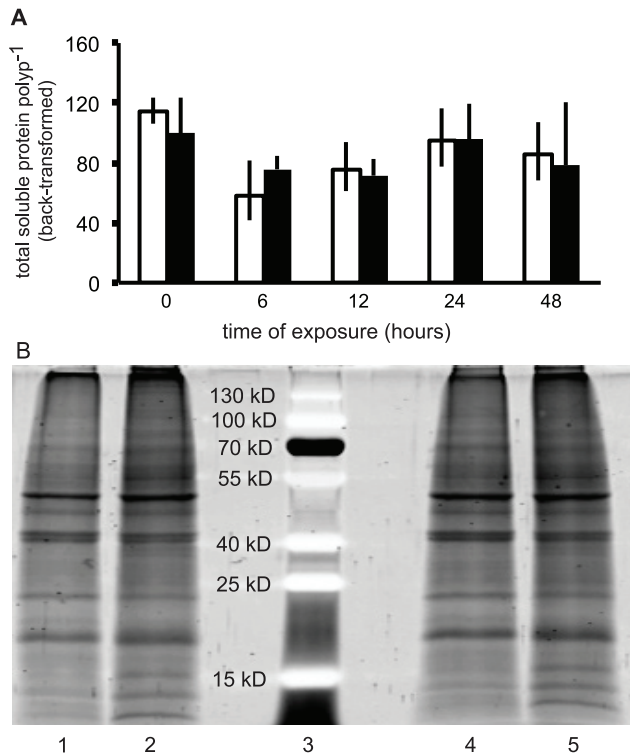 A
total soluble protein polyp⁻¹
(back-transformed)
160
120
80
40
0
0 6 12 24 48
time of exposure (hours)
B
130 kD
100 kD
70 kD
55 kD
40 kD
25 kD
15 kD
1 2 3 4 5